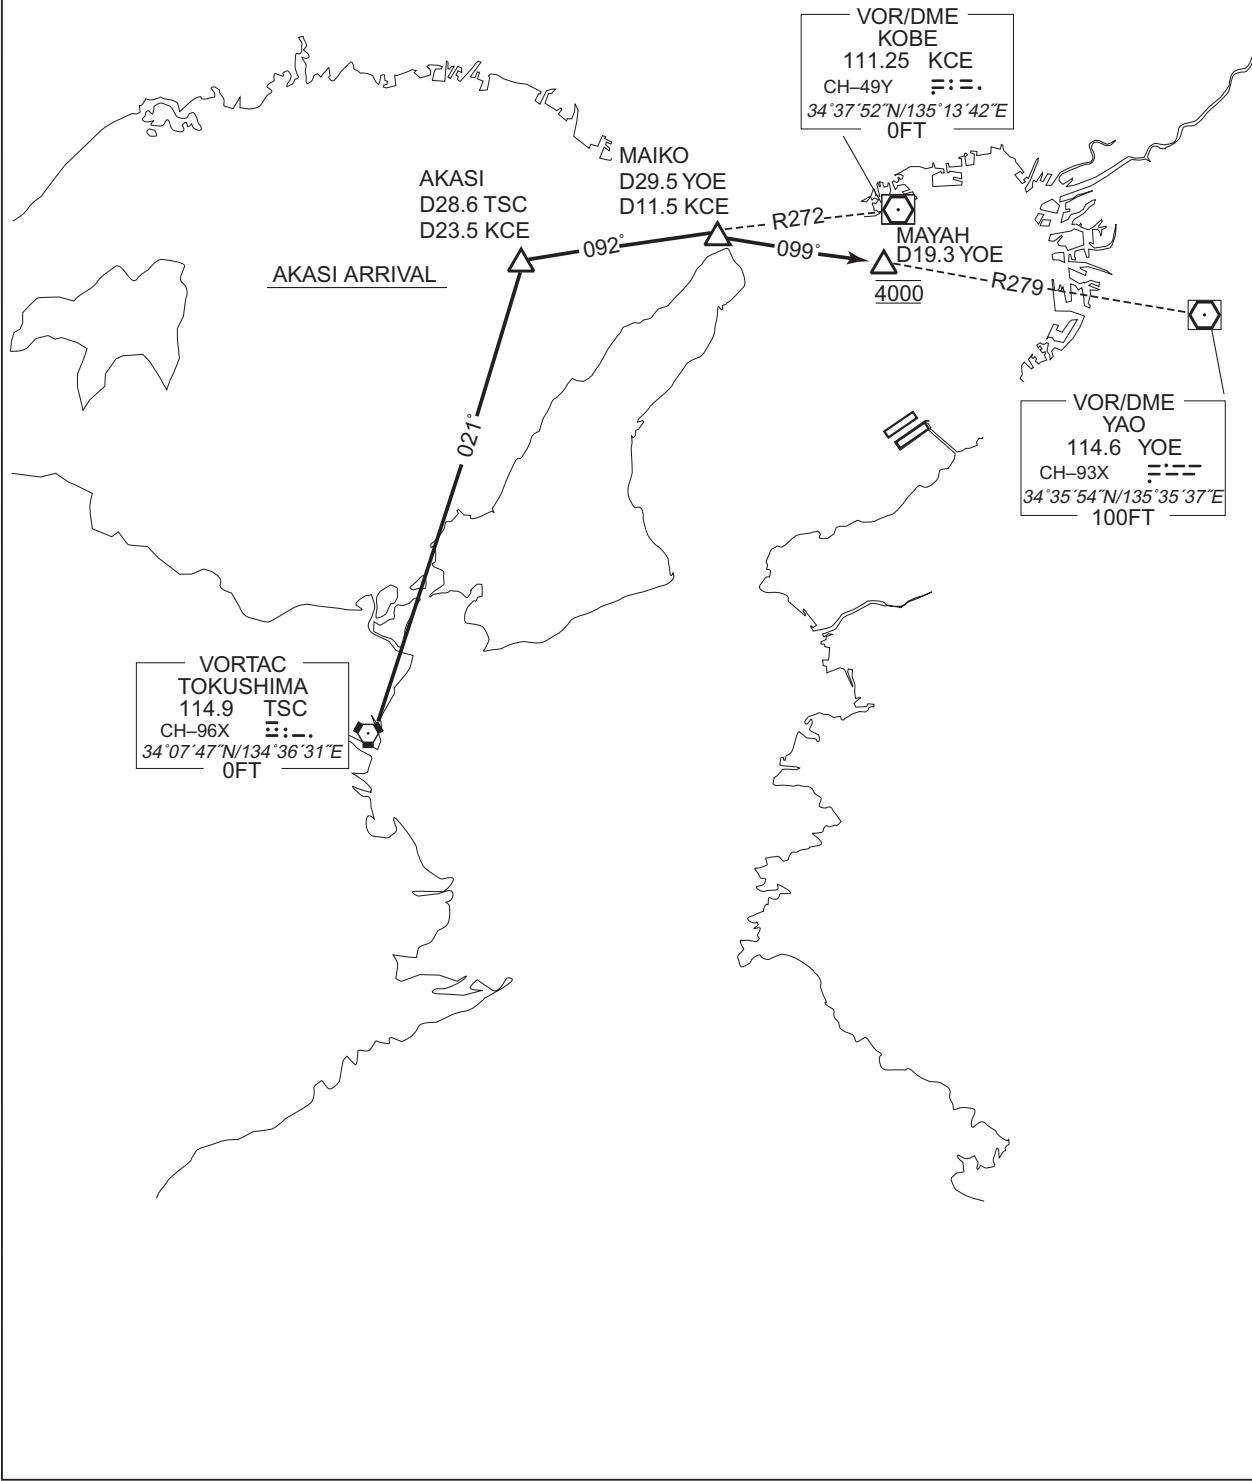 VOR/DME
KOBE
111.25 KCE
CH–49Y
34°37´52˝N/135°13´42˝E
0FT
MAIKO
D29.5 YOE
D11.5 KCE
AKASI
D28.6 TSC
D23.5 KCE
R272
092°
099°
MAYAH
D19.3 YOE
4000
AKASI ARRIVAL
R279
VOR/DME
YAO
114.6 YOE
CH–93X
34°35´54˝N/135°35´37˝E
100FT
021°
VORTAC
TOKUSHIMA
114.9 TSC
CH–96X
34°07´47˝N/134°36´31˝E
0FT